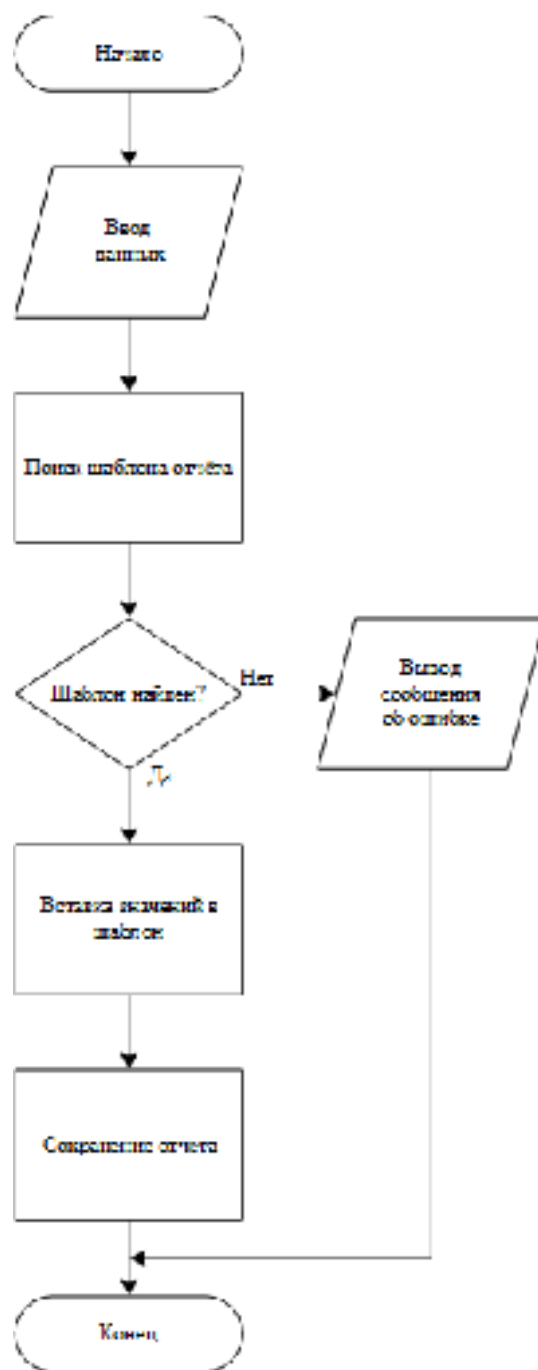 Начало
Ввод
данных
Поиск шаблона отчёта
Шаблон найден?
Нет
Вывод
сообщения
об ошибке
Да
Вставка значений в
шаблон
Сохранение отчета
Конец